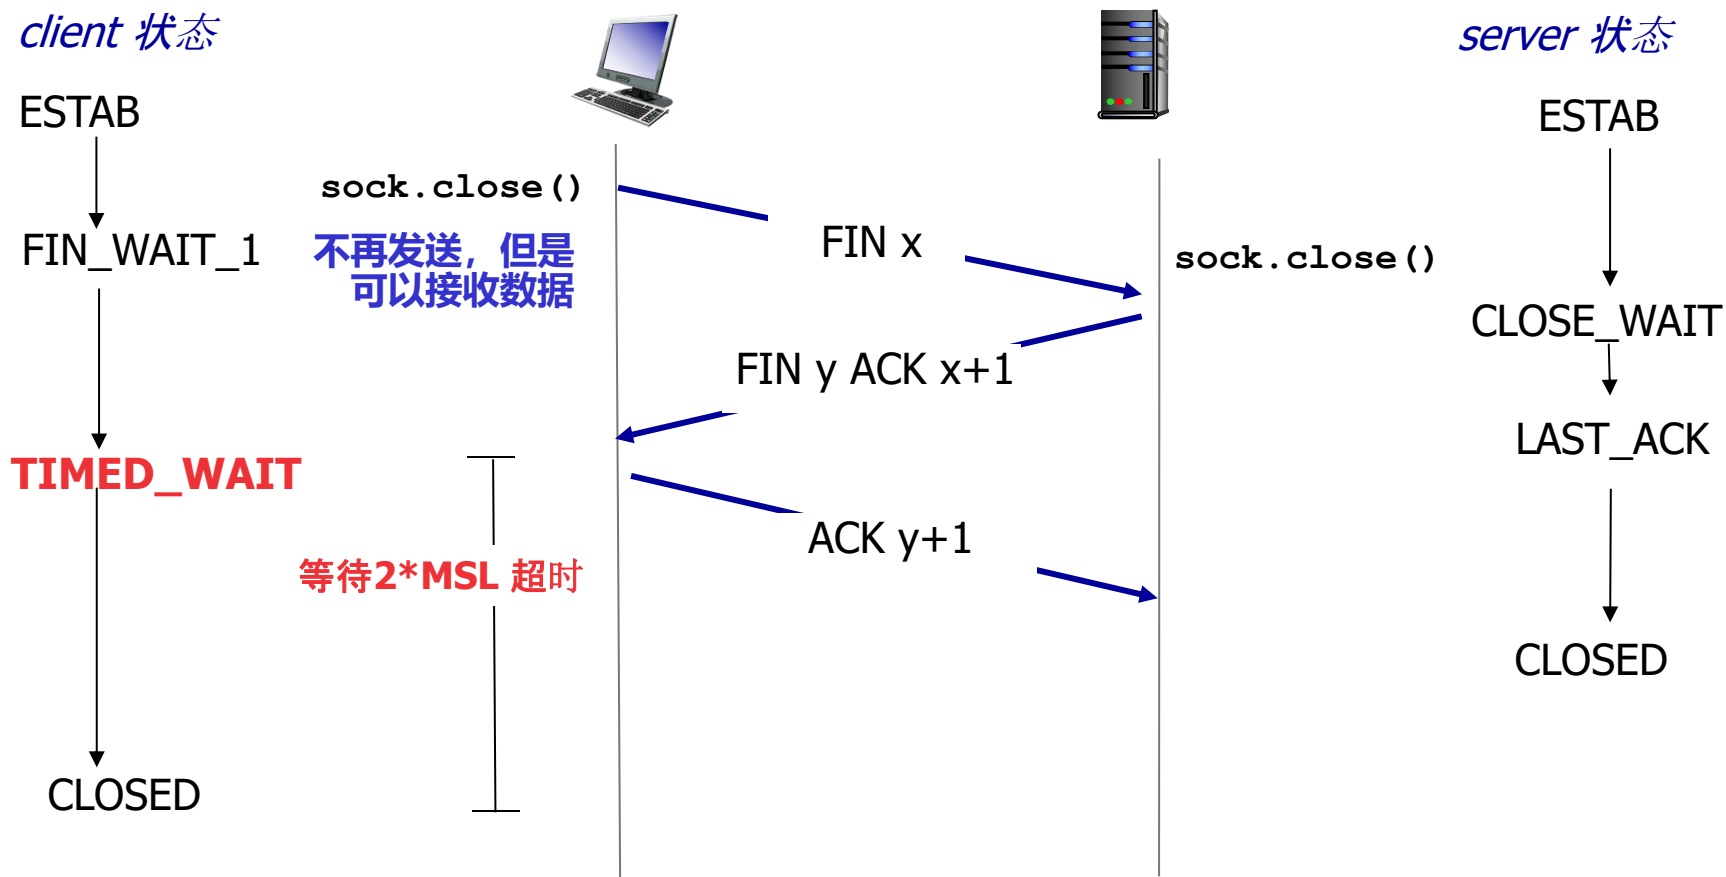 client 状态
server 状态
ESTAB
ESTAB
sock.close()
FIN_WAIT_1
不再发送，但是
可以接收数据
FIN x
sock.close()
CLOSE_WAIT
FIN y ACK x+1
LAST_ACK
TIMED_WAIT
ACK y+1
等待2*MSL 超时
CLOSED
CLOSED